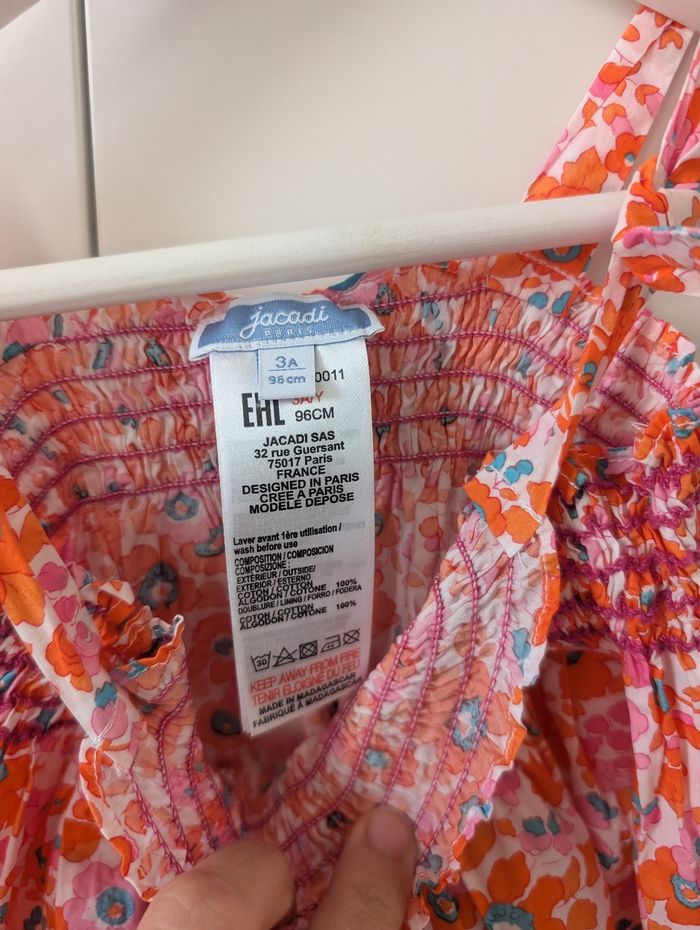 jacadi
PARIS
3A
96cm
0011
EAC
3A/Y
96CM
JACADI SAS
32 rue Guersant
75017 Paris
FRANCE
DESIGNED IN PARIS
CREE A PARIS
MODELE DEPOSE
Laver avant 1ère utilisation /
wash before use
COMPOSITION / COMPOSICION
COMPOSIZIONE :
EXTERIEUR / OUTSIDE/
EXTERIOR / ESTERNO
COTON / COTTON 100%
ALGODON / COTONE
DOUBLURE / LINING / FORRO / FODERA
COTON / COTTON 100%
ALGODON / COTONE
30
KEEP AWAY FROM FIRE
TENIR ELOIGNE DU FEU
MADE IN MADAGASCAR
FABRIQUÉ À MADAGASCAR